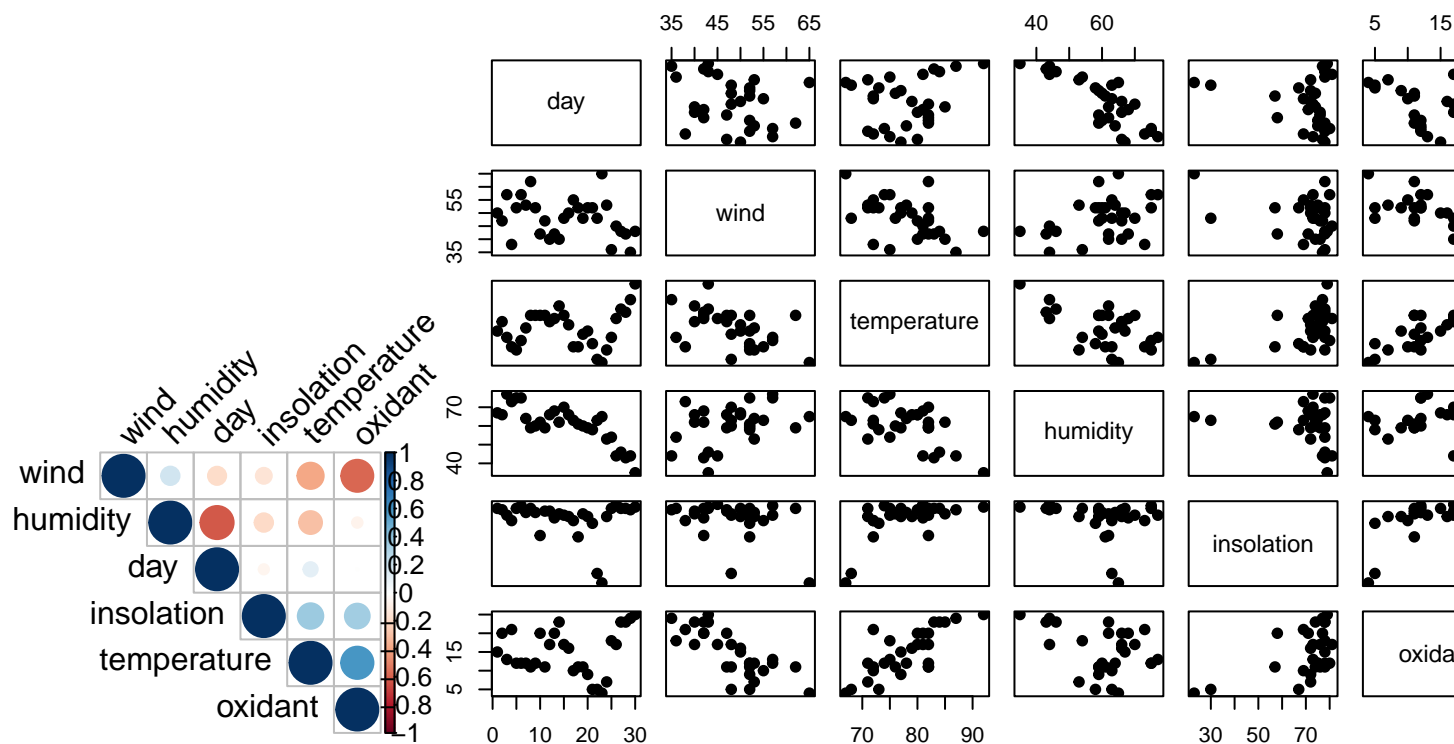 35 45 55 65 40 60 5 15
day
55
35
wind
temperature
70
40
humidity
insolation
15
5
oxida
0 10 20 30 70 80 90 30 50 70
wind humidity day insolation temperature oxidant
wind
humidity
day
insolation
temperature
oxidant
1
0.8
0.6
0.4
0.2
0
−0.2
−0.4
−0.6
−0.8
−1